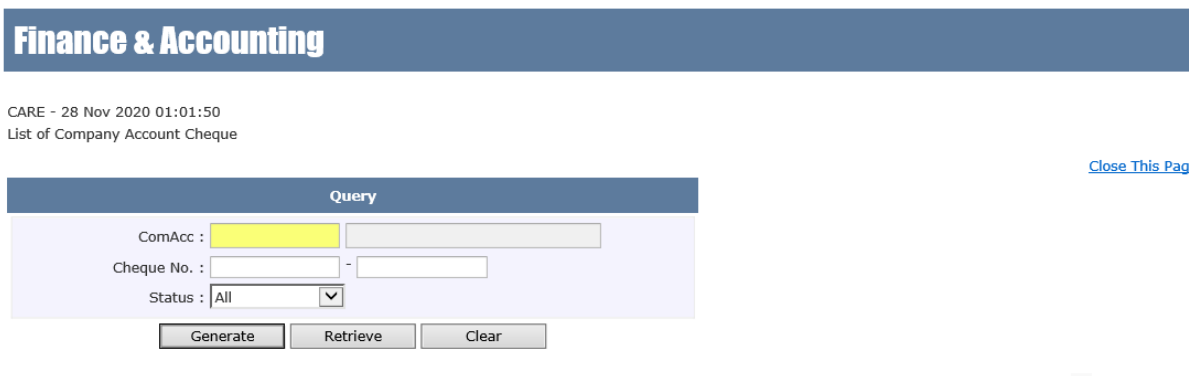 Finance & Accounting
CARE - 28 Nov 2020 01:01:50
List of Company Account Cheque
Close This Pag
Query
ComAcc :
Cheque No. : -
Status : All
Generate Retrieve Clear